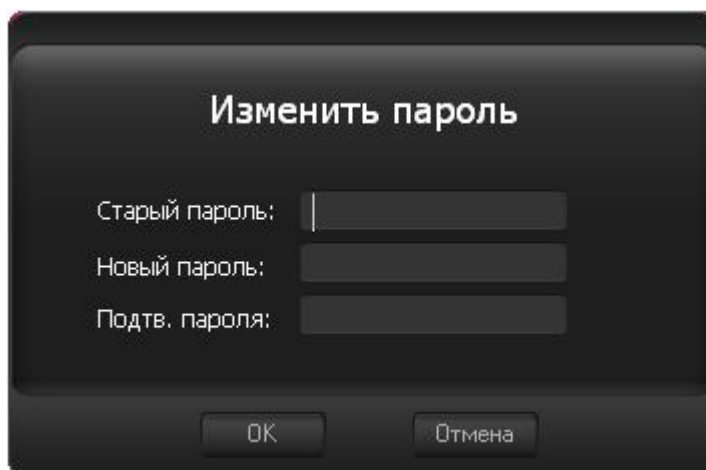 Изменить пароль
Старый пароль:
Новый пароль:
Подтв. пароля:
OK
Отмена